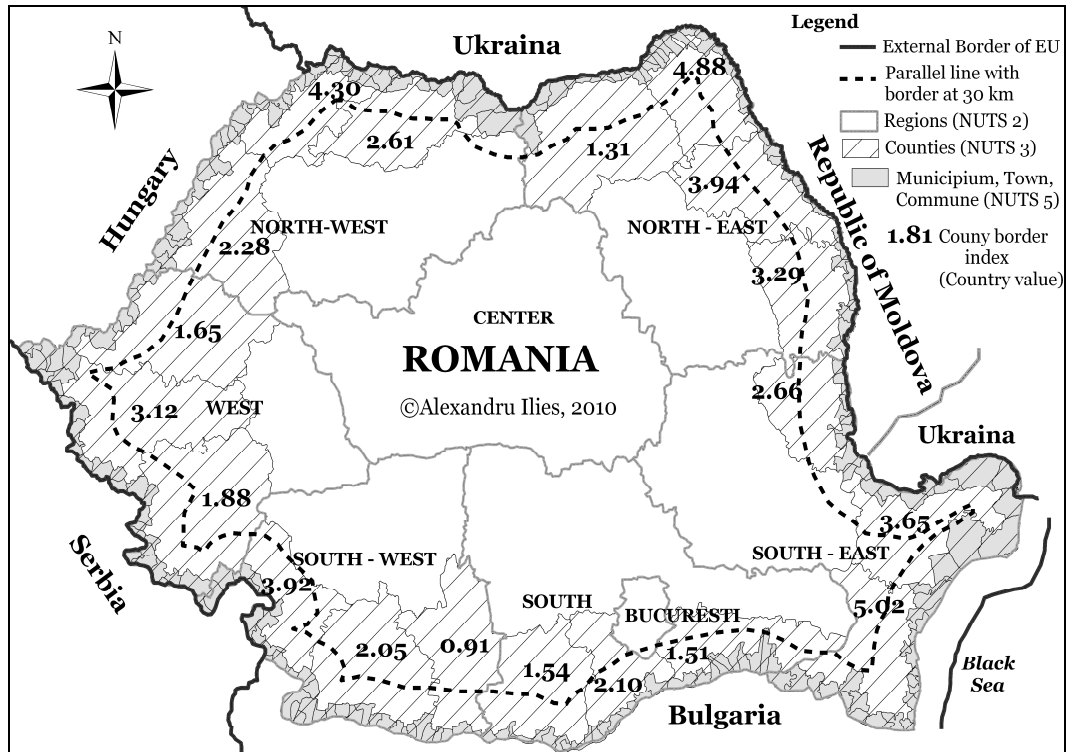 N
Ukraina
Legend
External Border of EU
Parallel line with
border at 30 km
Regions (NUTS 2)
Counties (NUTS 3)
Municipium, Town,
Commune (NUTS 5)
1.81 Couny border
index
(Country value)
4.30
4.88
2.61
1.31
Hungary
Republic of Moldova
3.94
NORTH-WEST
NORTH - EAST
2.28
3.29
1.65
CENTER
ROMANIA
©Alexandru Ilies, 2010
2.66
3.12
WEST
Ukraina
1.88
3.65
SOUTH - WEST
SOUTH - EAST
Serbia
3.92
SOUTH
BUCURESTI
5.02
2.05
0.91
1.54
1.51
2.10
Black
Sea
Bulgaria